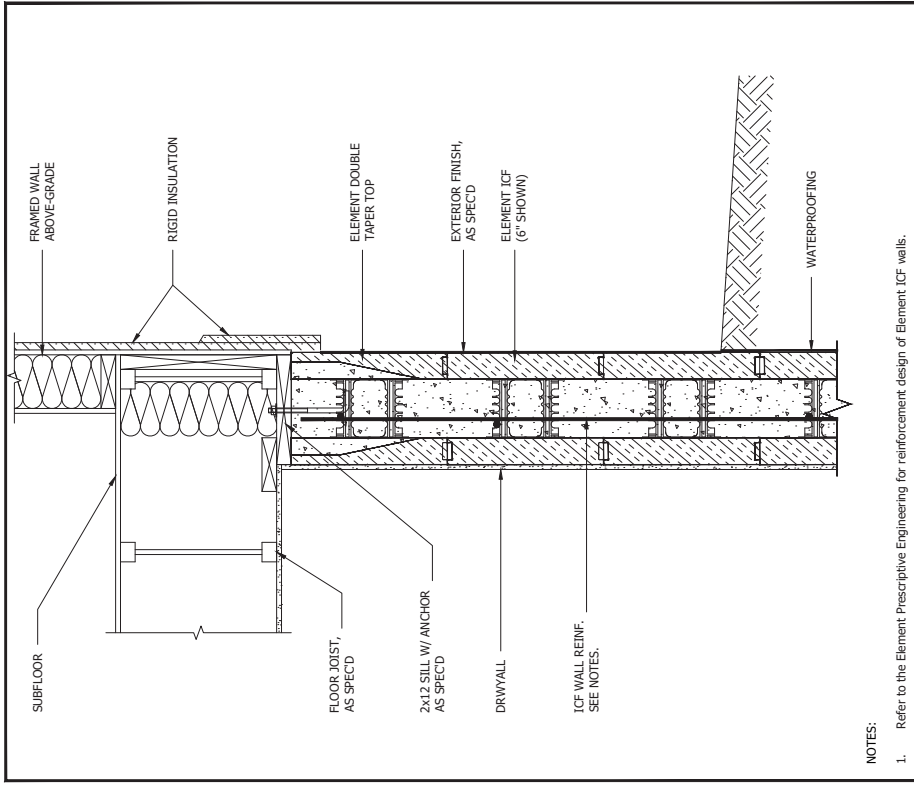 SUBFLOOR
FLOOR JOIST,
AS SPEC'D
2x12 SILL W/ ANCHOR
AS SPEC'D
DRWYALL
ICF WALL REINF.
SEE NOTES.
FRAMED WALL
ABOVE-GRADE
RIGID INSULATION
ELEMENT DOUBLE
TAPER TOP
EXTERIOR FINISH,
AS SPEC'D
ELEMENT ICF
(6" SHOWN)
WATERPROOFING
NOTES:
1. Refer to the Element Prescriptive Engineering for reinforcement design of Element ICF walls.